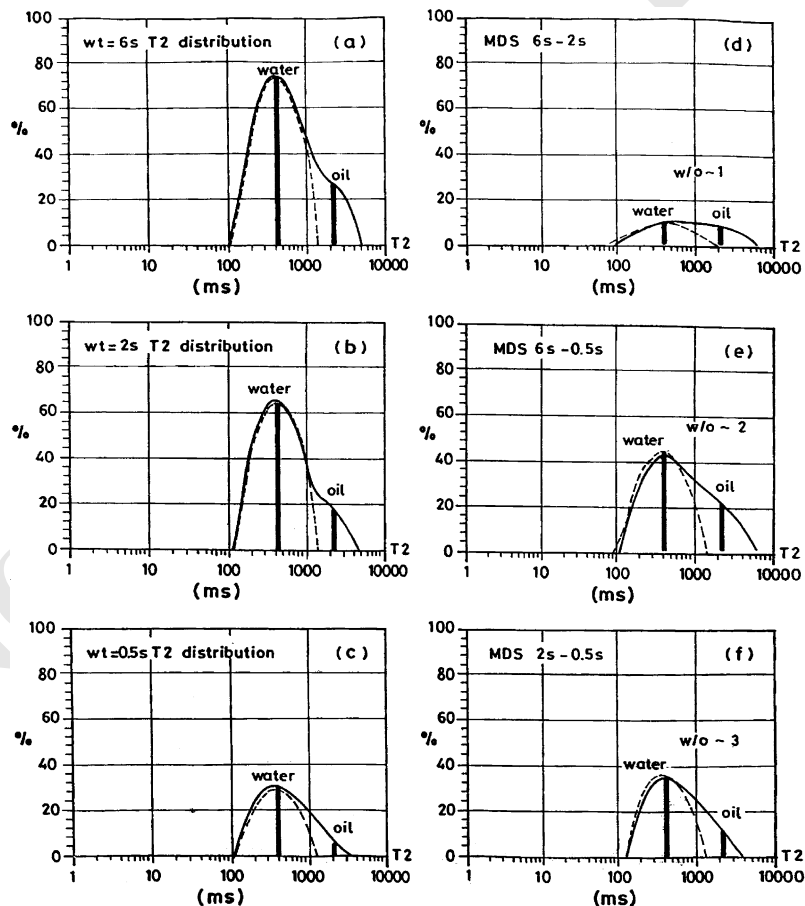 wt=6s T2 distribution (a)
100
80
60
40
20
0
%
water
oil
1 10 100 1000 10000 T2
(ms)
MDS 6s-2s (d)
100
80
60
40
20
0
%
w/o~1
water oil
1 10 100 1000 10000 T2
(ms)
wt=2s T2 distribution (b)
100
80
60
40
20
0
%
water
oil
1 10 100 1000 10000 T2
(ms)
MDS 6s-0.5s (e)
100
80
60
40
20
0
%
w/o~2
water
oil
1 10 100 1000 10000 T2
(ms)
wt=0.5s T2 distribution (c)
100
80
60
40
20
0
%
water
oil
1 10 100 1000 10000 T2
(ms)
MDS 2s-0.5s (f)
100
80
60
40
20
0
%
w/o~3
water
oil
1 10 100 1000 10000 T2
(ms)